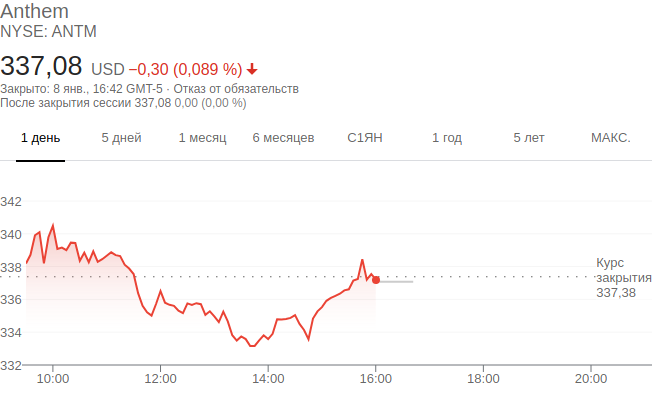 Anthem
NYSE: ANTM
337,08 USD −0,30 (0,089 %)
Закрыто: 8 янв., 16:42 GMT-5 · Отказ от обязательств
После закрытия сессии 337,08 0,00 (0,00 %)
1 день 5 дней 1 месяц 6 месяцев С1ЯН 1 год 5 лет МАКС.
342
340
338
336
334
332
Курс
закрытия
337,38
10:00 12:00 14:00 16:00 18:00 20:00